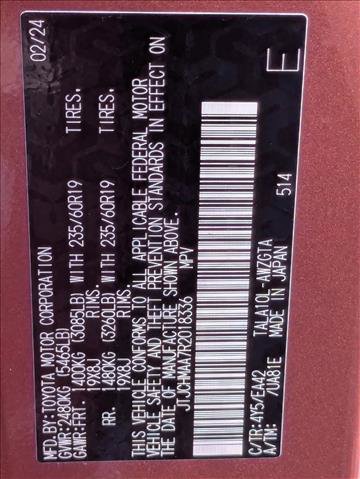 MFD.BY:TOYOTA MOTOR CORPORATION 02/24
GVWR:2480KG (5465LB)
GAWR:FRT. 1400KG (3085LB) WITH 235/60R19 TIRES.
19X8J RIMS.
RR. 1480KG (3260LB) WITH 235/60R19 TIRES.
19X8J RIMS.
THIS VEHICLE CONFORMS TO ALL APPLICABLE FEDERAL MOTOR
VEHICLE SAFETY AND THEFT PREVENTION STANDARDS IN EFFECT ON
THE DATE OF MANUFACTURE SHOWN ABOVE.
JTJCHMAA7R2018336 MPV
C/TR:4Y5/EA42 TALA10L-AWZGTA E
A/TM: /UA81E MADE IN JAPAN
514